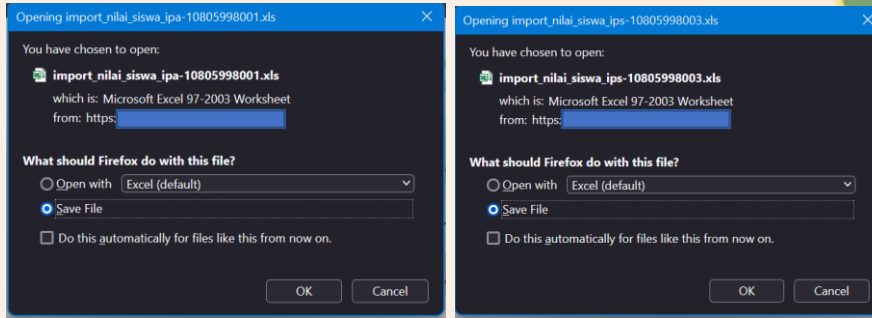 Opening import_nilai_siswa_ipa-10805998001.xls
You have chosen to open:
import_nilai_siswa_ipa-10805998001.xls
which is: Microsoft Excel 97-2003 Worksheet
from: https:
What should Firefox do with this file?
Open with Excel (default)
Save File
Do this automatically for files like this from now on.
OK Cancel
Opening import_nilai_siswa_ips-10805998003.xls
You have chosen to open:
import_nilai_siswa_ips-10805998003.xls
which is: Microsoft Excel 97-2003 Worksheet
from: https:
What should Firefox do with this file?
Open with Excel (default)
Save File
Do this automatically for files like this from now on.
OK Cancel